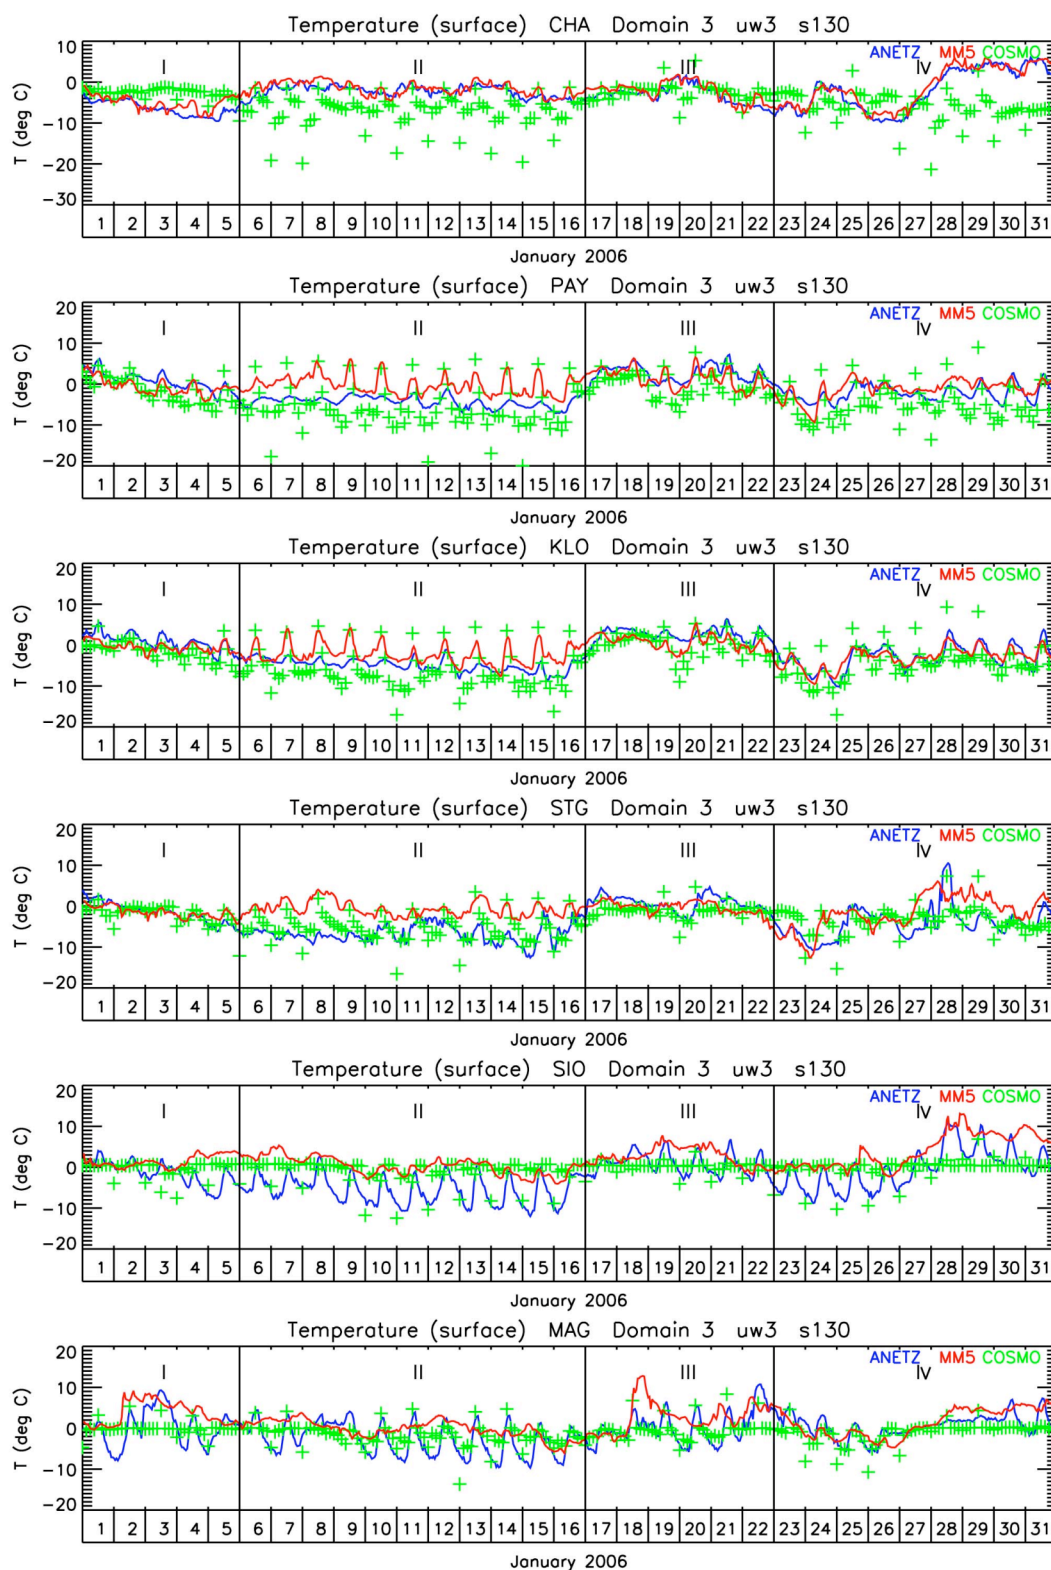 Temperature (surface) CHA Domain 3 uw3 s130
ANETZ MM5 COSMO
I II III IV
T (deg C)
10
0
-10
-20
-30
1 2 3 4 5 6 7 8 9 10 11 12 13 14 15 16 17 18 19 20 21 22 23 24 25 26 27 28 29 30 31
January 2006
Temperature (surface) PAY Domain 3 uw3 s130
ANETZ MM5 COSMO
I II III IV
T (deg C)
20
10
0
-10
-20
1 2 3 4 5 6 7 8 9 10 11 12 13 14 15 16 17 18 19 20 21 22 23 24 25 26 27 28 29 30 31
January 2006
Temperature (surface) KLO Domain 3 uw3 s130
ANETZ MM5 COSMO
I II III IV
T (deg C)
20
10
0
-10
-20
1 2 3 4 5 6 7 8 9 10 11 12 13 14 15 16 17 18 19 20 21 22 23 24 25 26 27 28 29 30 31
January 2006
Temperature (surface) STG Domain 3 uw3 s130
ANETZ MM5 COSMO
I II III IV
T (deg C)
20
10
0
-10
-20
1 2 3 4 5 6 7 8 9 10 11 12 13 14 15 16 17 18 19 20 21 22 23 24 25 26 27 28 29 30 31
January 2006
Temperature (surface) SIO Domain 3 uw3 s130
ANETZ MM5 COSMO
I II III IV
T (deg C)
20
10
0
-10
-20
1 2 3 4 5 6 7 8 9 10 11 12 13 14 15 16 17 18 19 20 21 22 23 24 25 26 27 28 29 30 31
January 2006
Temperature (surface) MAG Domain 3 uw3 s130
ANETZ MM5 COSMO
I II III IV
T (deg C)
20
10
0
-10
-20
1 2 3 4 5 6 7 8 9 10 11 12 13 14 15 16 17 18 19 20 21 22 23 24 25 26 27 28 29 30 31
January 2006